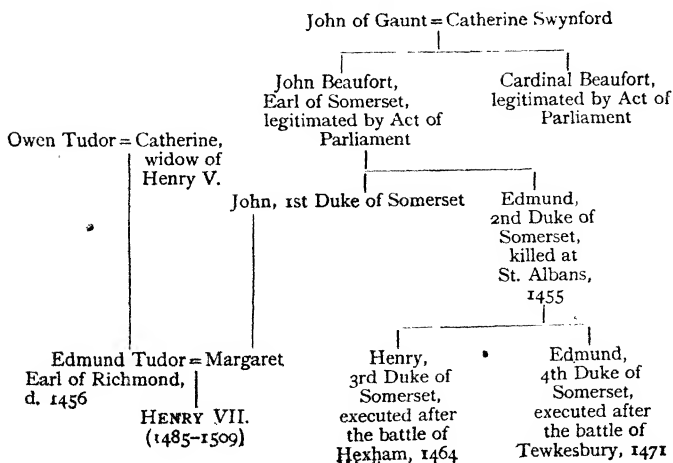 John of Gaunt = Catherine Swynford
John Beaufort,
Earl of Somerset,
legitimated by Act of
Parliament
Cardinal Beaufort,
legitimated by Act of
Parliament
Owen Tudor = Catherine,
widow of
Henry V.
John, 1st Duke of Somerset
Edmund,
2nd Duke of
Somerset,
killed at
St. Albans,
1455
Edmund Tudor = Margaret
Earl of Richmond,
d. 1456
HENRY VII.
(1485–1509)
Henry,
3rd Duke of
Somerset,
executed after
the battle of
Hexham, 1464
Edmund,
4th Duke of
Somerset,
executed after
the battle of
Tewkesbury, 1471